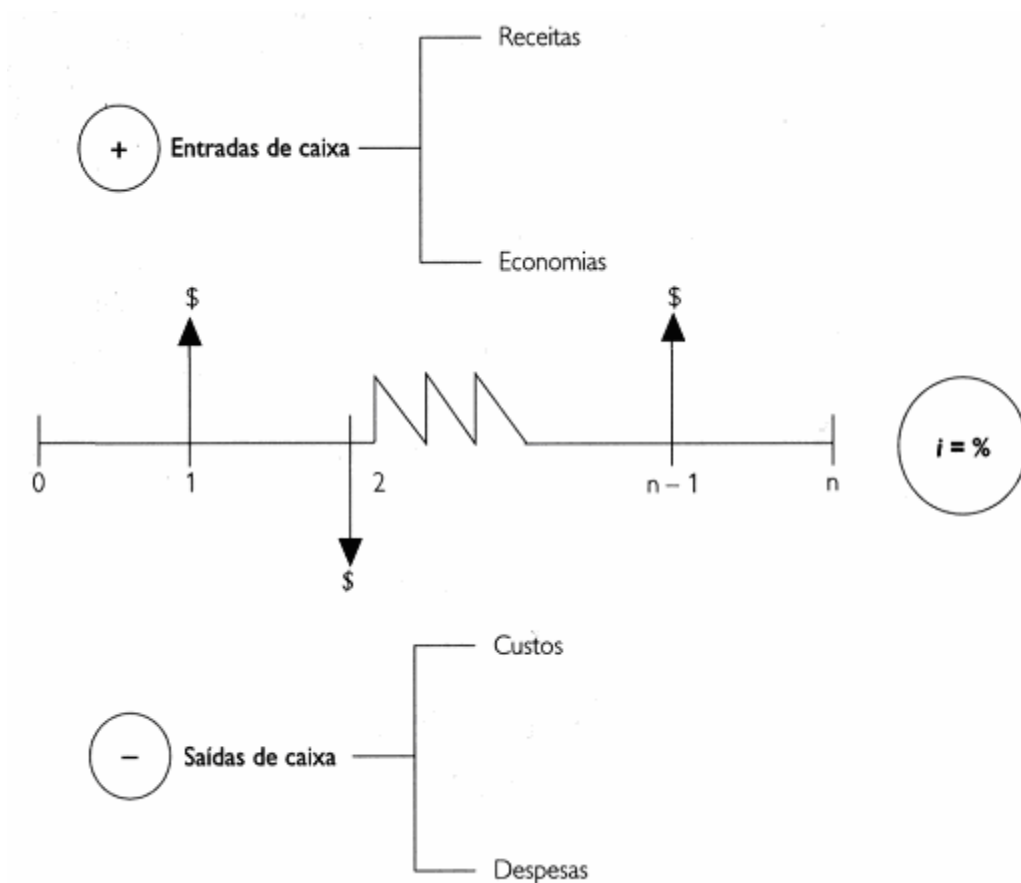 Receitas
+ Entradas de caixa
Economias
$ $
i = %
0 1 2 n – 1 n
$
Custos
– Saídas de caixa
Despesas